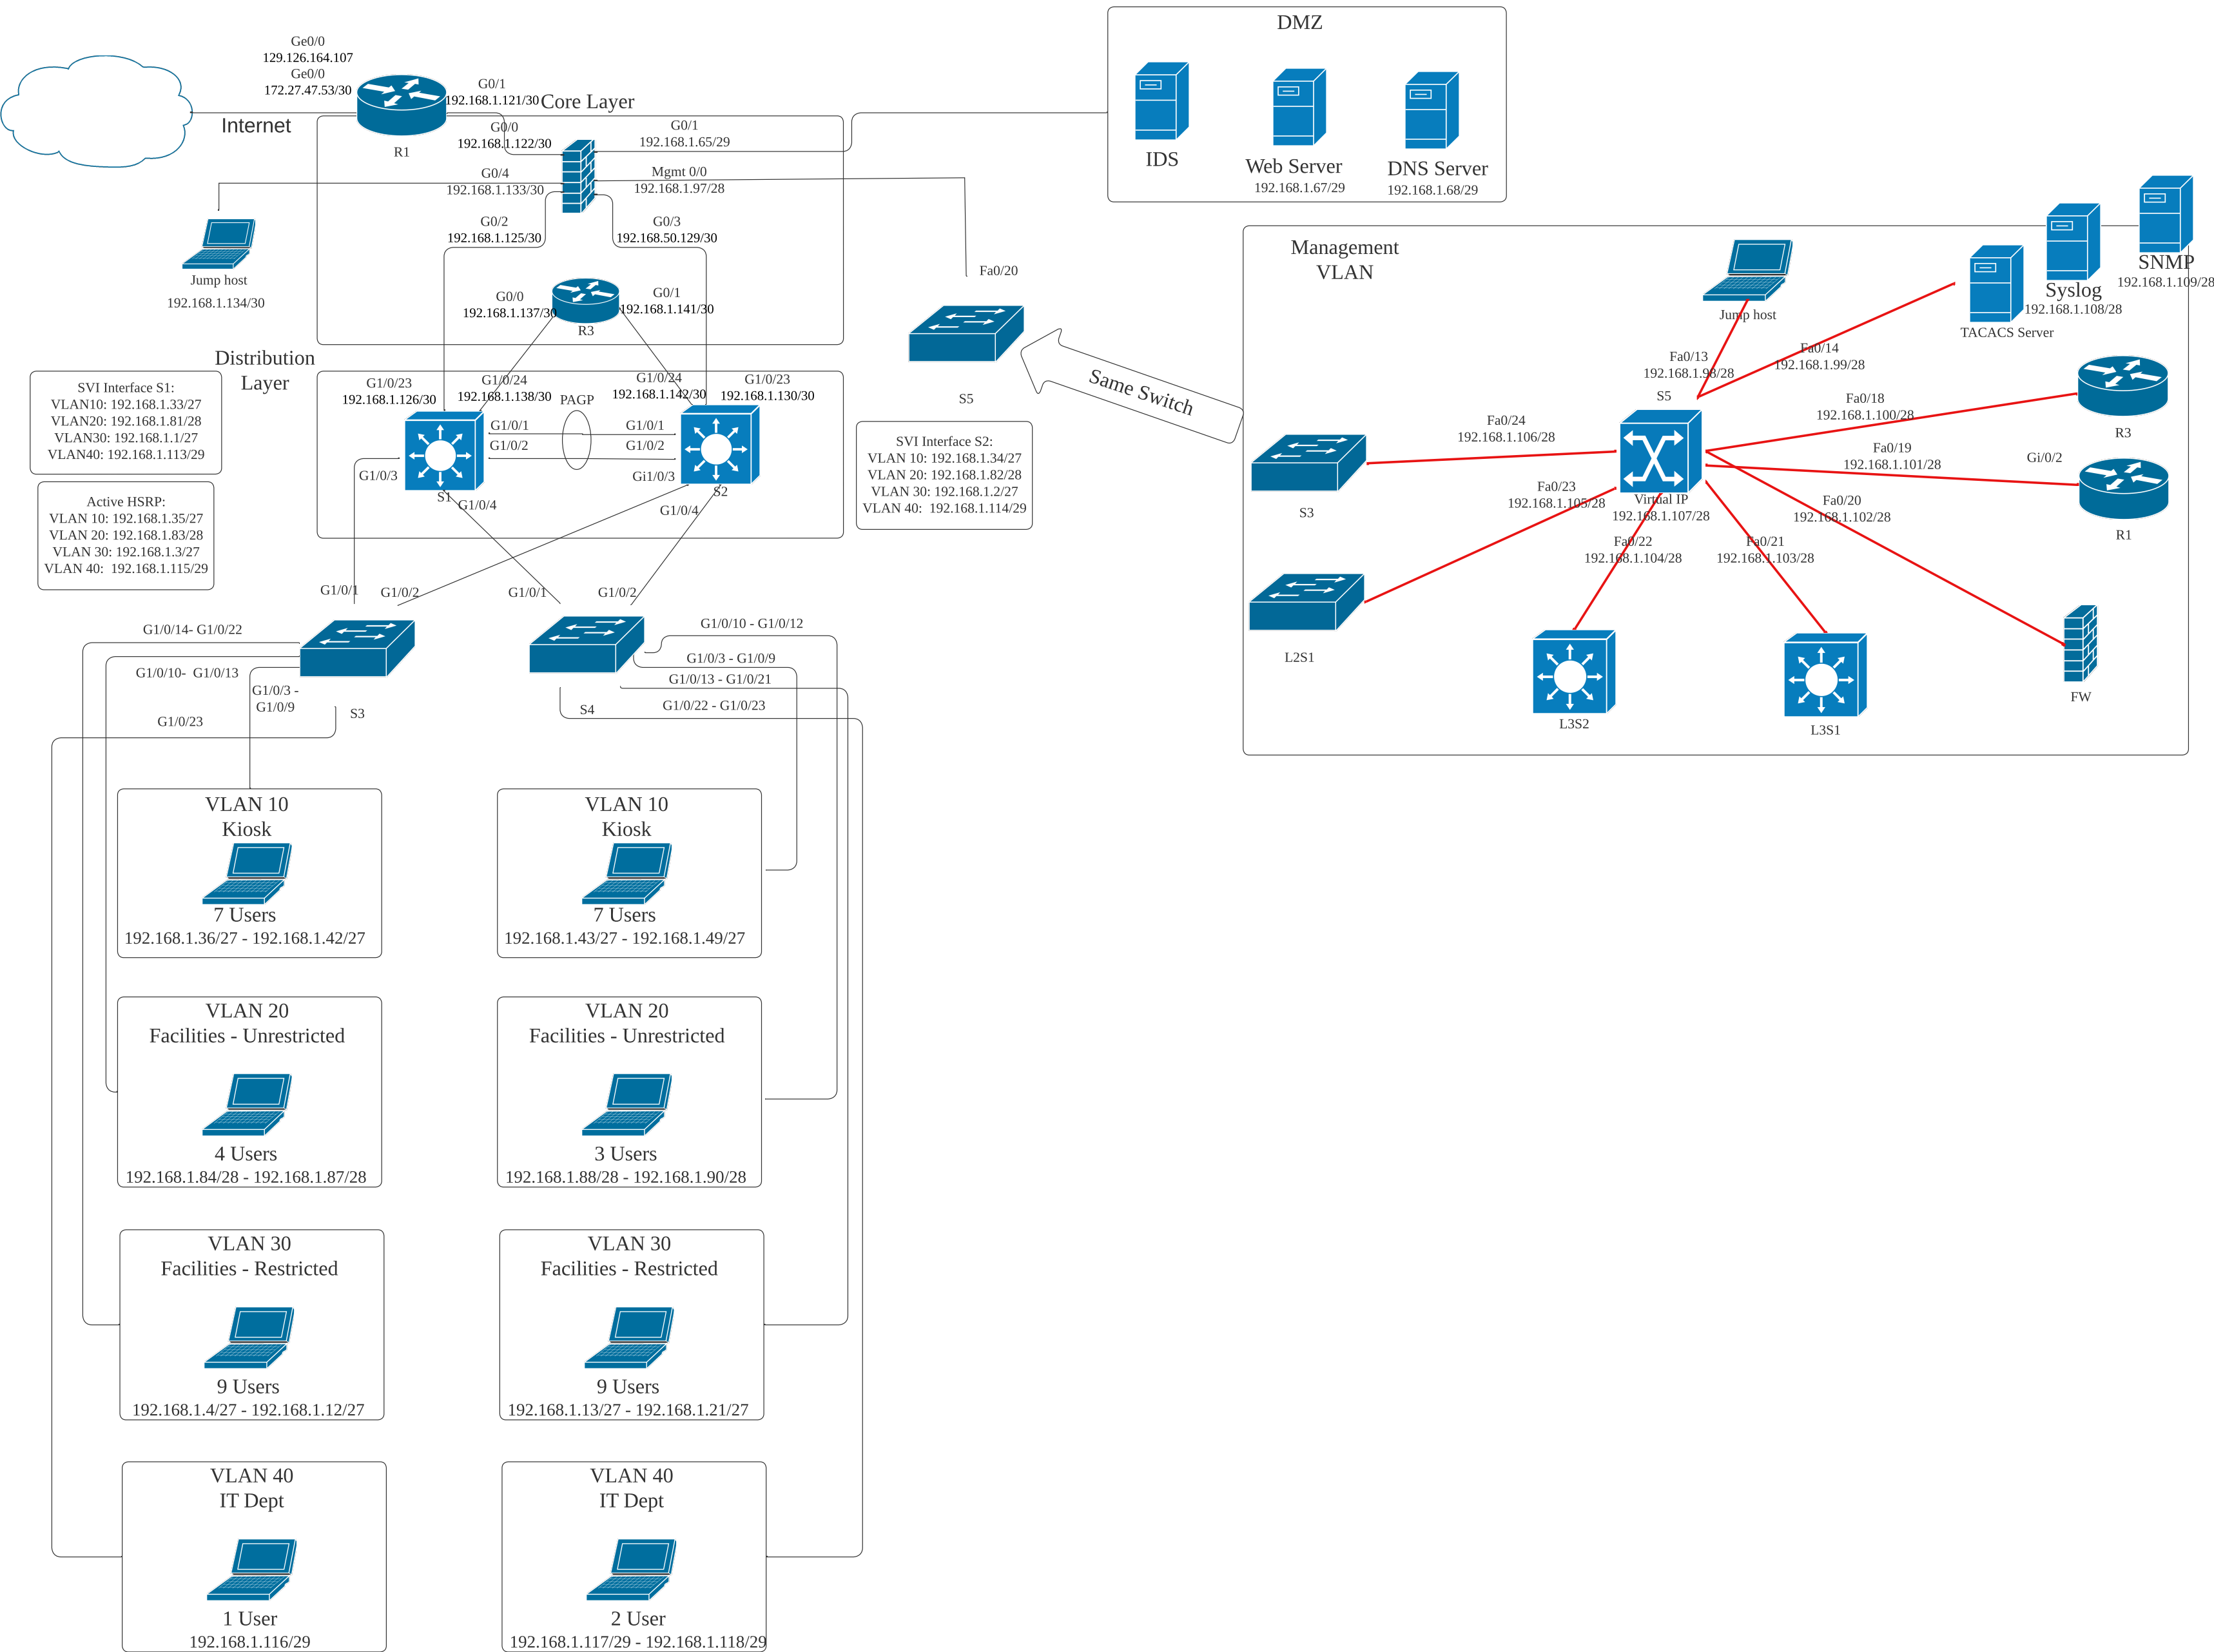 DMZ
Ge0/0
129.126.164.107
Ge0/0
172.27.47.53/30
G0/1
192.168.1.121/30
Core Layer
Internet
R1
G0/0
192.168.1.122/30
G0/1
192.168.1.65/29
IDS
Web Server
192.168.1.67/29
DNS Server
192.168.1.68/29
G0/4
192.168.1.133/30
Mgmt 0/0
192.168.1.97/28
G0/2
192.168.1.125/30
G0/3
192.168.50.129/30
Jump host
192.168.1.134/30
G0/0
192.168.1.137/30
G0/1
192.168.1.141/30
R3
Fa0/20
S5
Same Switch
Distribution
Layer
SVI Interface S1:
VLAN10: 192.168.1.33/27
VLAN20: 192.168.1.81/28
VLAN30: 192.168.1.1/27
VLAN40: 192.168.1.113/29
Active HSRP:
VLAN 10: 192.168.1.35/27
VLAN 20: 192.168.1.83/28
VLAN 30: 192.168.1.3/27
VLAN 40:  192.168.1.115/29
G1/0/23
192.168.1.126/30
G1/0/24
192.168.1.138/30
PAGP
G1/0/24
192.168.1.142/30
G1/0/23
192.168.1.130/30
G1/0/1
G1/0/1
G1/0/2
G1/0/2
G1/0/3
Gi1/0/3
S1
S2
G1/0/4
G1/0/4
SVI Interface S2:
VLAN 10: 192.168.1.34/27
VLAN 20: 192.168.1.82/28
VLAN 30: 192.168.1.2/27
VLAN 40:  192.168.1.114/29
G1/0/1
G1/0/2
G1/0/1
G1/0/2
G1/0/14- G1/0/22
G1/0/10-  G1/0/13
G1/0/3 -
G1/0/9
G1/0/23
S3
G1/0/10 - G1/0/12
G1/0/3 - G1/0/9
G1/0/13 - G1/0/21
G1/0/22 - G1/0/23
S4
Management
VLAN
Jump host
SNMP
192.168.1.109/28
Syslog
192.168.1.108/28
TACACS Server
Fa0/13
192.168.1.98/28
Fa0/14
192.168.1.99/28
S5
Fa0/18
192.168.1.100/28
R3
Fa0/24
192.168.1.106/28
Fa0/19
192.168.1.101/28
Gi/0/2
R1
S3
Fa0/23
192.168.1.105/28
Virtual IP
192.168.1.107/28
Fa0/20
192.168.1.102/28
Fa0/22
192.168.1.104/28
Fa0/21
192.168.1.103/28
L2S1
L3S2
L3S1
FW
VLAN 10
Kiosk
7 Users
192.168.1.36/27 - 192.168.1.42/27
VLAN 10
Kiosk
7 Users
192.168.1.43/27 - 192.168.1.49/27
VLAN 20
Facilities - Unrestricted
4 Users
192.168.1.84/28 - 192.168.1.87/28
VLAN 20
Facilities - Unrestricted
3 Users
192.168.1.88/28 - 192.168.1.90/28
VLAN 30
Facilities - Restricted
9 Users
192.168.1.4/27 - 192.168.1.12/27
VLAN 30
Facilities - Restricted
9 Users
192.168.1.13/27 - 192.168.1.21/27
VLAN 40
IT Dept
1 User
192.168.1.116/29
VLAN 40
IT Dept
2 User
192.168.1.117/29 - 192.168.1.118/29